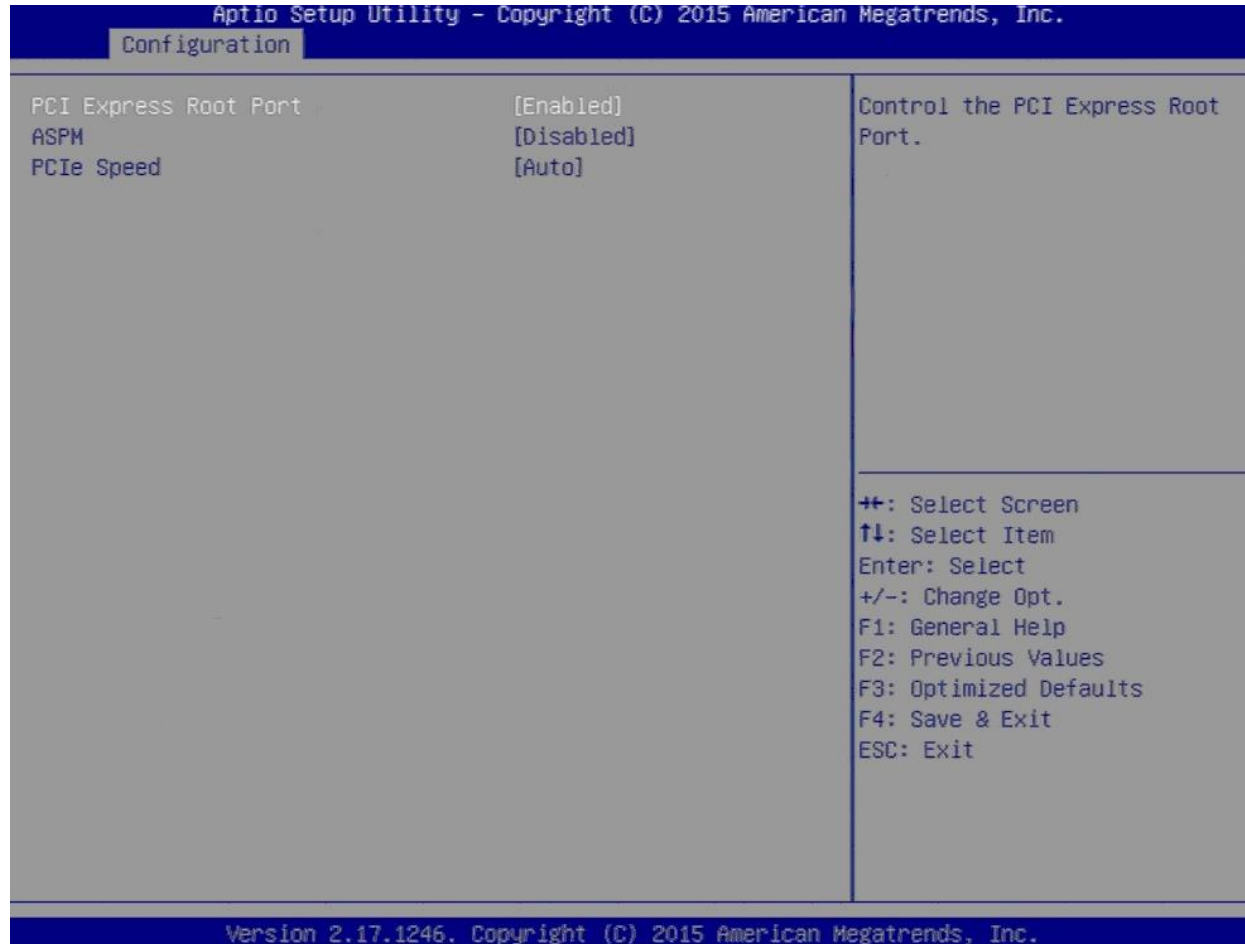 Aptio Setup Utility – Copyright (C) 2015 American Megatrends, Inc.
Configuration
PCI Express Root Port [Enabled]
ASPM [Disabled]
PCIe Speed [Auto]
Control the PCI Express Root
Port.
→←: Select Screen
↑↓: Select Item
Enter: Select
+/-: Change Opt.
F1: General Help
F2: Previous Values
F3: Optimized Defaults
F4: Save & Exit
ESC: Exit
Version 2.17.1246. Copyright (C) 2015 American Megatrends, Inc.